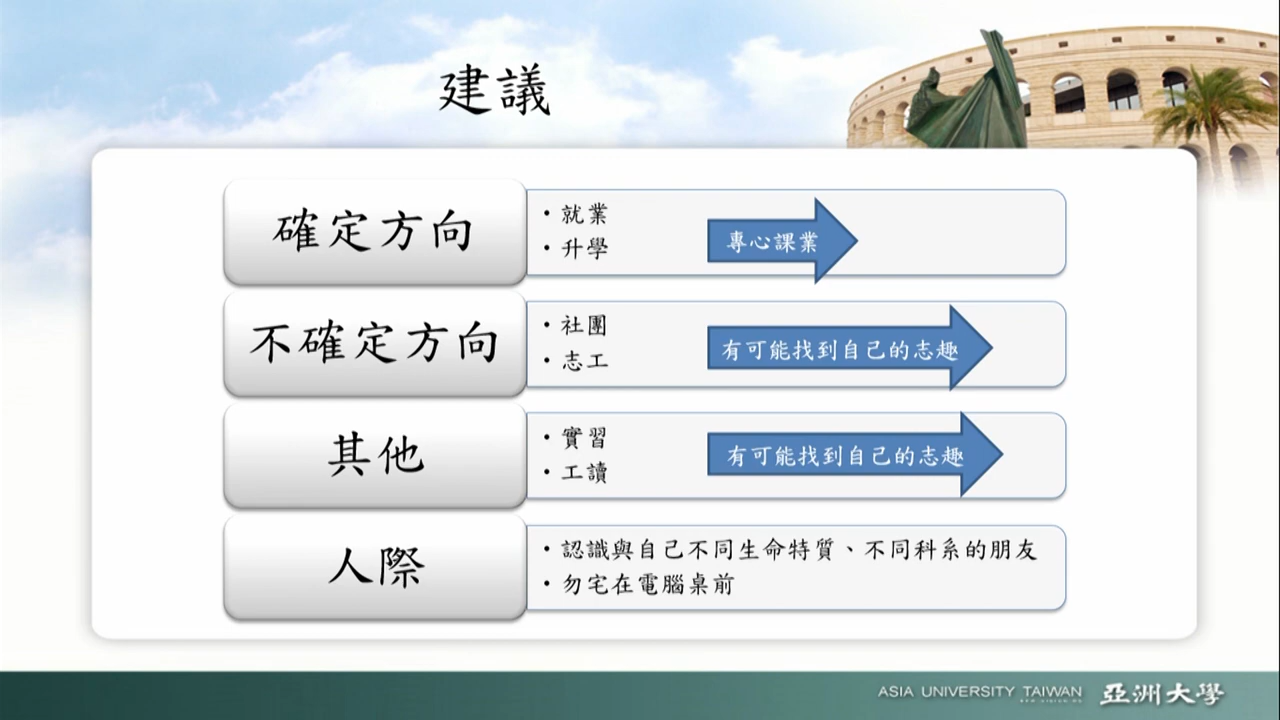 建議
確定方向
• 就業
• 升學
專心課業
不確定方向
• 社團
• 志工
有可能找到自己的志趣
其他
• 實習
• 工讀
有可能找到自己的志趣
人際
• 認識與自己不同生命特質、不同科系的朋友
• 勿宅在電腦桌前
ASIA UNIVERSITY TAIWAN
亞洲大學